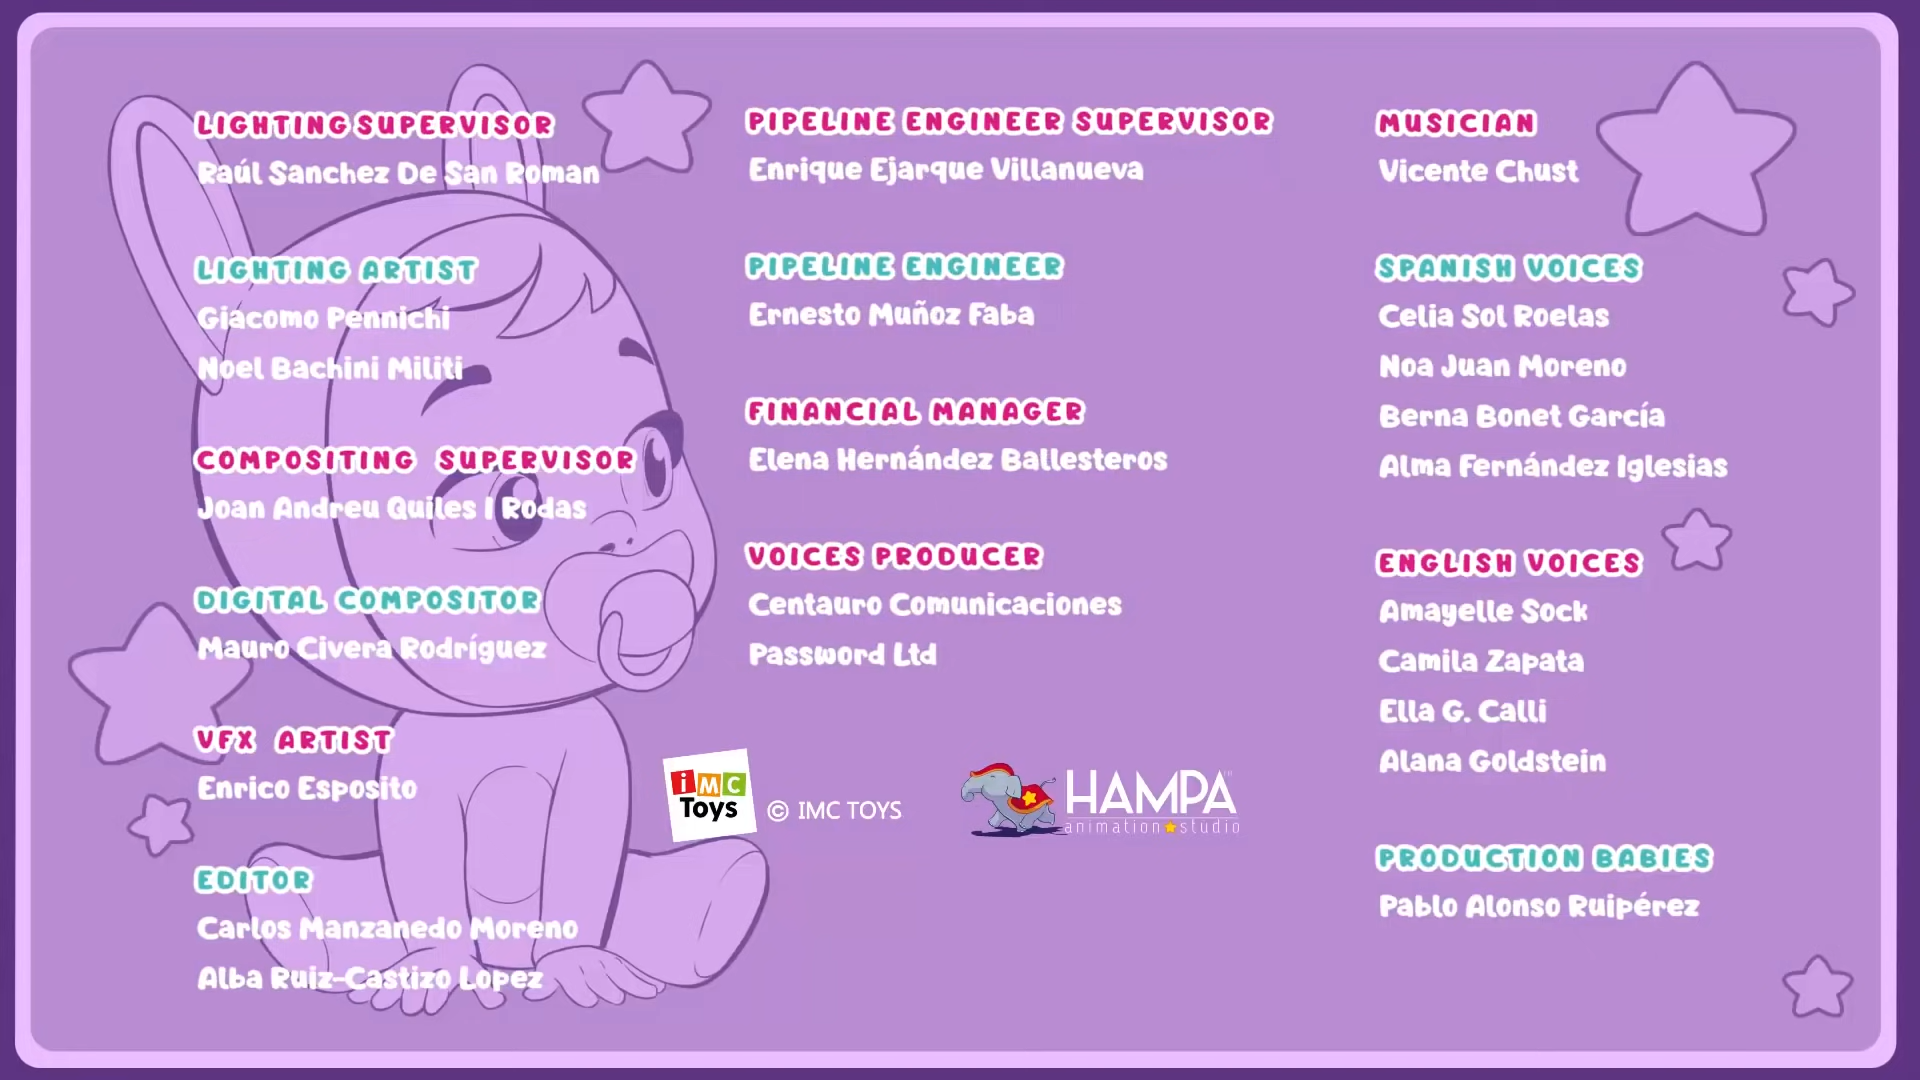 LIGHTING SUPERVISOR
Raúl Sanchez De San Roman
LIGHTING ARTIST
Giacomo Pennichi
Noel Bachini Militi
COMPOSITING SUPERVISOR
Joan Andreu Quiles I Rodas
DIGITAL COMPOSITOR
Mauro Civera Rodríguez
VFX ARTIST
Enrico Esposito
EDITOR
Carlos Manzanedo Moreno
Alba Ruiz-Castizo Lopez
PIPELINE ENGINEER SUPERVISOR
Enrique Ejarque Villanueva
PIPELINE ENGINEER
Ernesto Muñoz Faba
FINANCIAL MANAGER
Elena Hernández Ballesteros
VOICES PRODUCER
Centauro Comunicaciones
Password Ltd
iMC
Toys
© IMC TOYS
HAMPA™
animation studio
MUSICIAN
Vicente Chust
SPANISH VOICES
Celia Sol Roelas
Noa Juan Moreno
Berna Bonet García
Alma Fernández Iglesias
ENGLISH VOICES
Amayelle Sock
Camila Zapata
Ella G. Calli
Alana Goldstein
PRODUCTION BABIES
Pablo Alonso Ruipérez